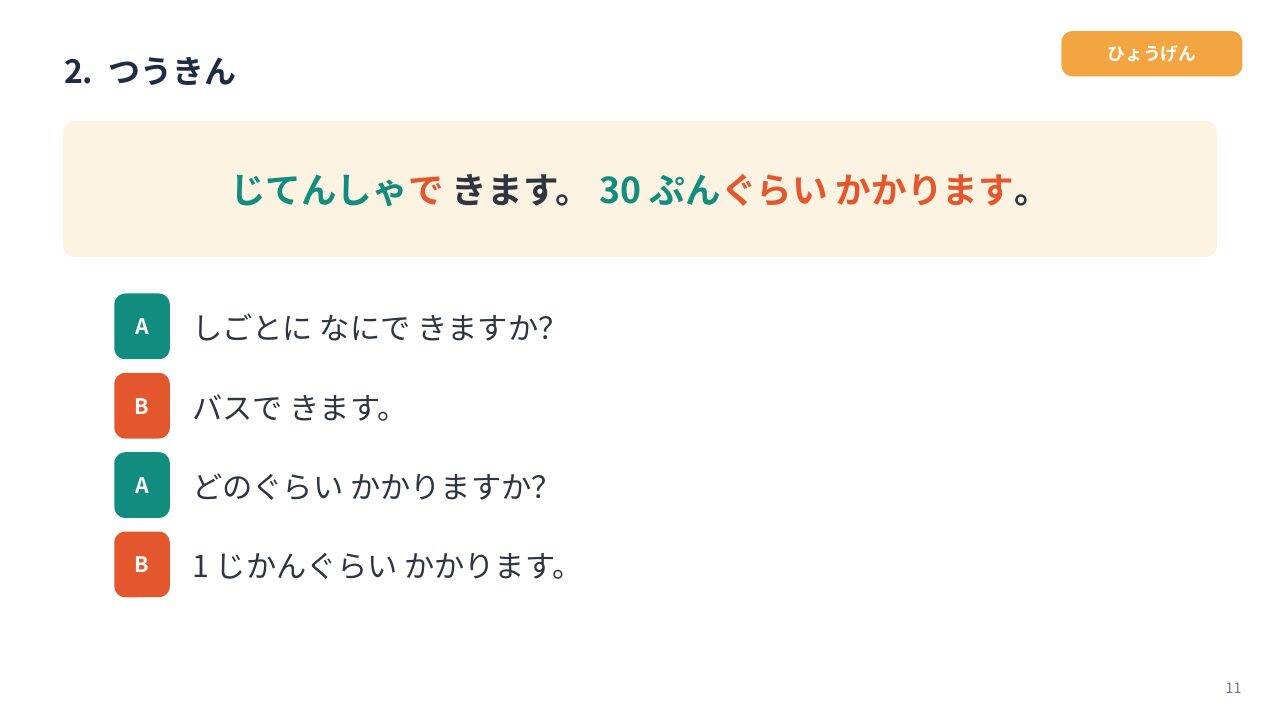 2. つうきん
ひょうげん
じてんしゃで きます。 30 ぷんぐらい かかります。
A しごとに なにで きますか?
B バスで きます。
A どのぐらい かかりますか?
B 1 じかんぐらい かかります。
11